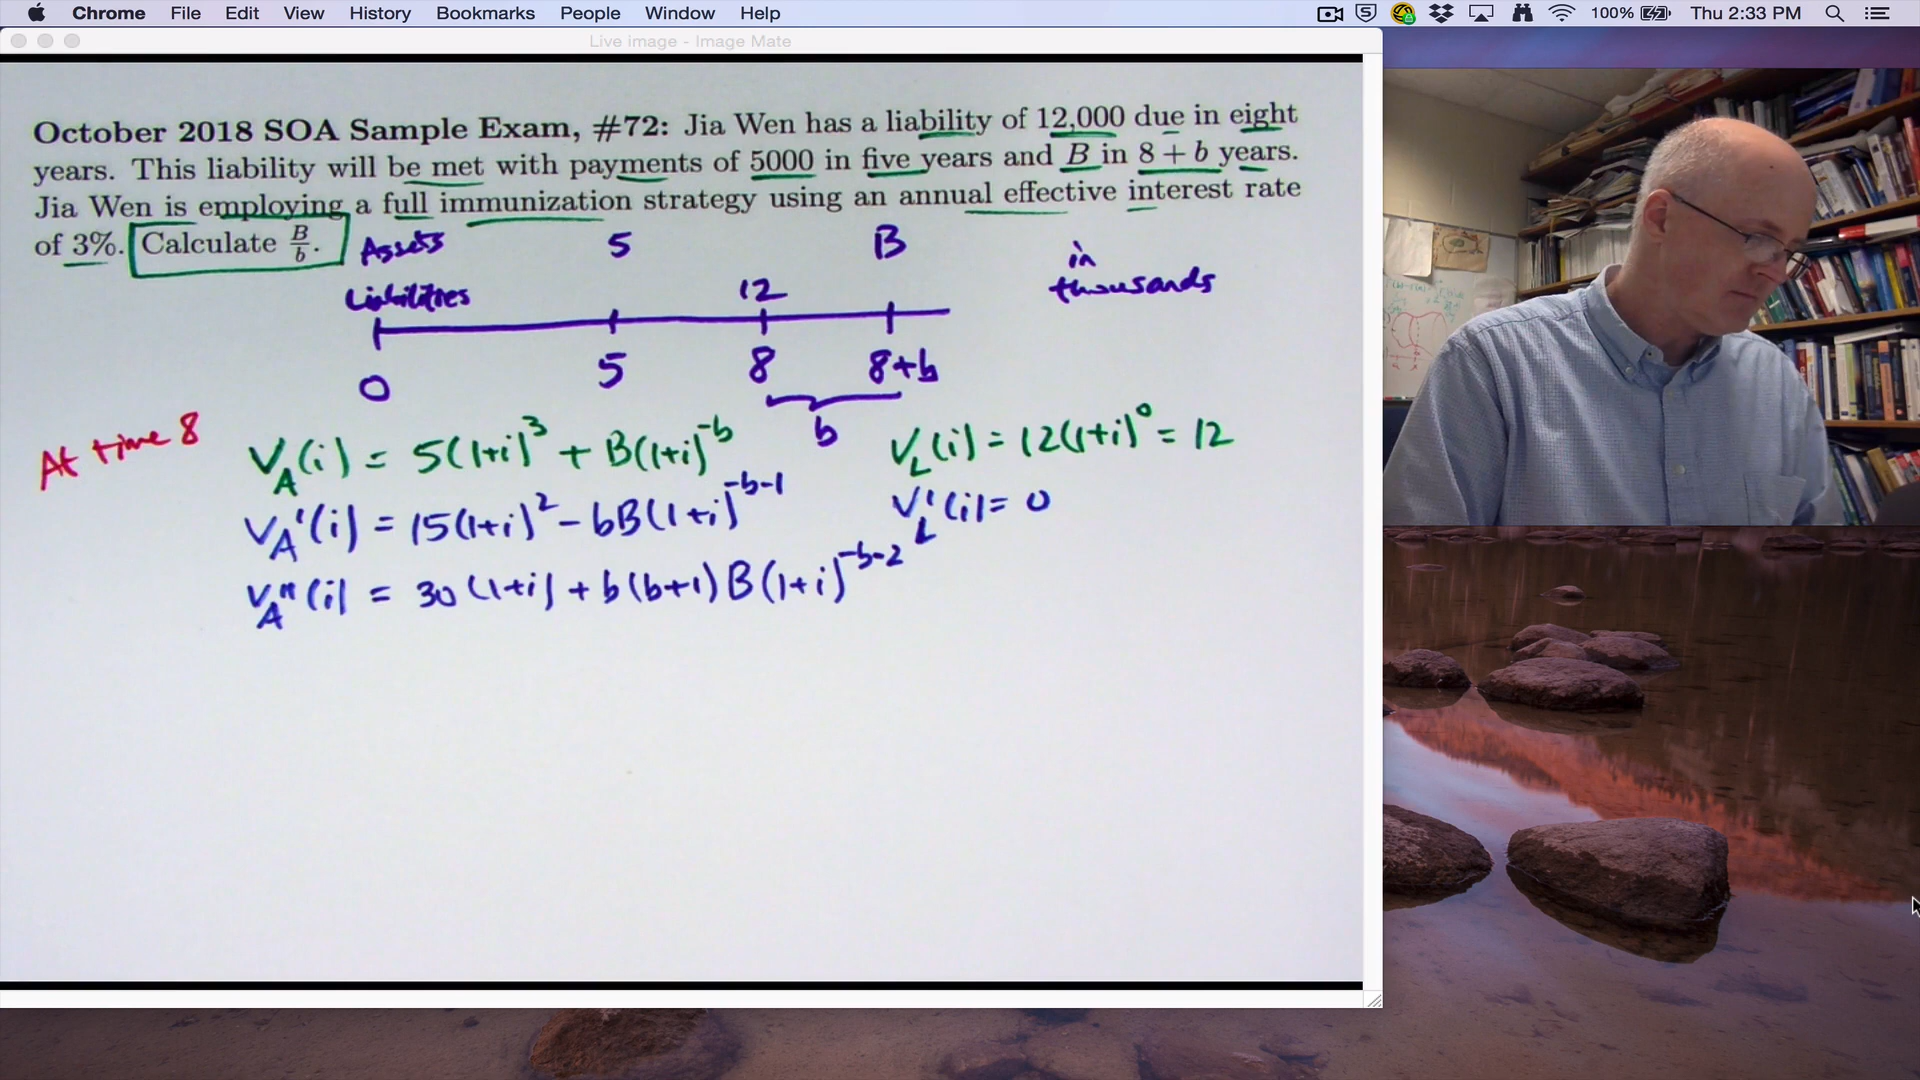 Chrome File Edit View History Bookmarks People Window Help 100% Thu 2:33 PM
Live image - Image Mate
October 2018 SOA Sample Exam, #72: Jia Wen has a liability of 12,000 due in eight
years. This liability will be met with payments of 5000 in five years and B in 8 + b years.
Jia Wen is employing a full immunization strategy using an annual effective interest rate
of 3%. Calculate B/b.
Assets 5 B in
Liabilities 12 thousands
0 5 8 8+b
b
At time 8
V_A(i) = 5(1+i)^3 + B(1+i)^-b V_L(i) = 12(1+i)^0 = 12
V_A'(i) = 15(1+i)^2 - bB(1+i)^-b-1 V_L'(i) = 0
V_A''(i) = 30(1+i) + b(b+1)B(1+i)^-b-2